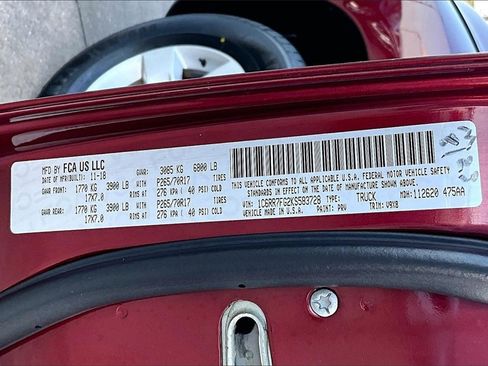 MFD BY FCA US LLC GVWR: 3085 KG 6800 LB
DATE OF MFR(BUILT): 11-18
GAWR FRONT: 1770 KG 3900 LB WITH TIRES P265/70R17
17X7.0 RIMS AT 276 KPA ( 40 PSI) COLD
GAWR REAR: 1770 KG 3900 LB WITH TIRES P265/70R17
17X7.0 RIMS AT 276 KPA ( 40 PSI) COLD
THIS VEHICLE CONFORMS TO ALL APPLICABLE U.S.A. FEDERAL MOTOR VEHICLE SAFETY
STANDARDS IN EFFECT ON THE DATE OF MANUFACTURE SHOWN ABOVE.
VIN: 1C6RR7FG2KS583728 TYPE: TRUCK MDH: 112620 475AA
VEHICLE MADE IN U.S.A. PAINT: PRV TRIM: V9X8